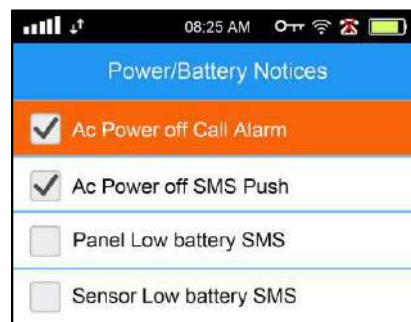 08:25 AM
Power/Battery Notices
Ac Power off Call Alarm
Ac Power off SMS Push
Panel Low battery SMS
Sensor Low battery SMS